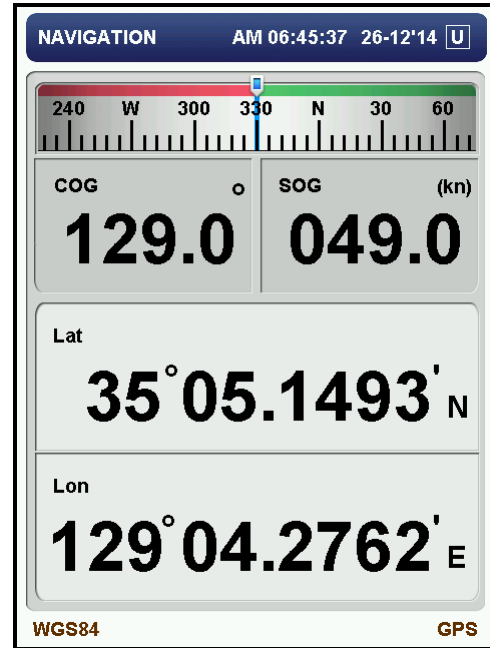 NAVIGATION AM 06:45:37 26-12'14 U
240 W 300 330 N 30 60
COG ° SOG (kn)
129.0 049.0
Lat
35°05.1493' N
Lon
129°04.2762' E
WGS84 GPS